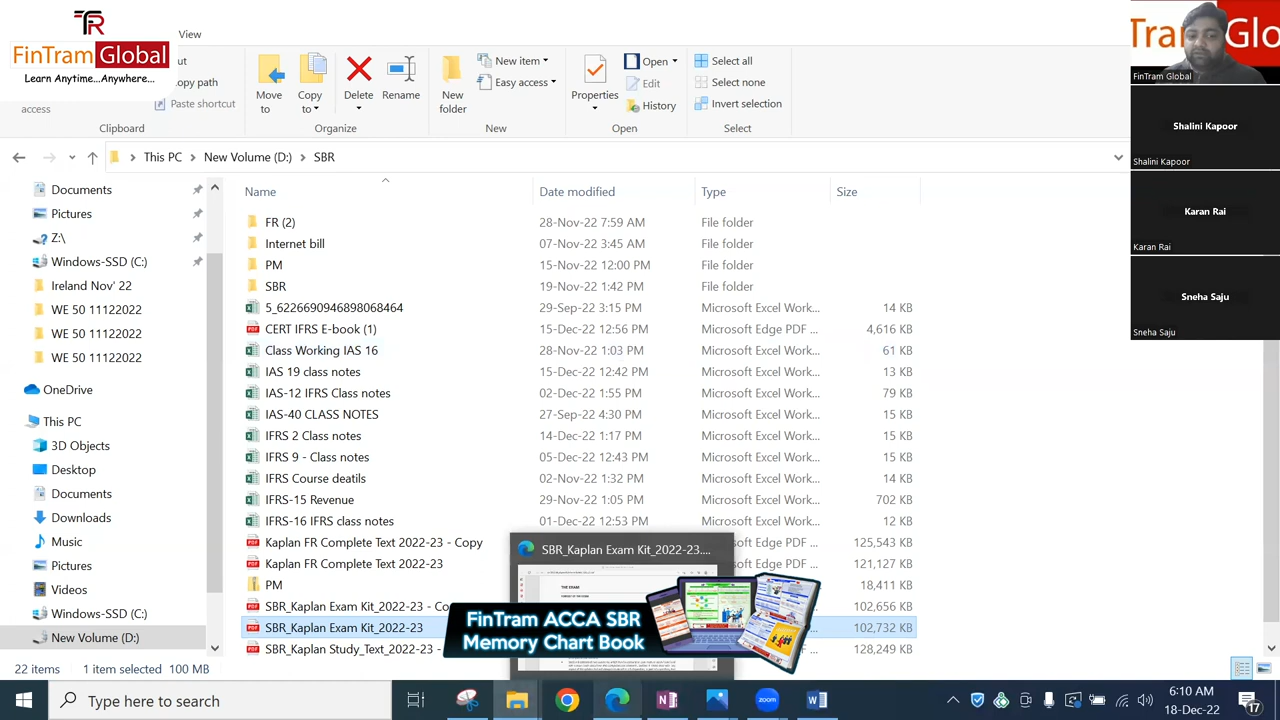 TR
FinTram Global
Learn Anytime...Anywhere...
View
ut
py path
Paste shortcut
access
Clipboard
Move to
Copy to
Delete
Rename
Organize
New folder
New item
Easy access
New
Properties
Open
Edit
History
Open
Select all
Select none
Invert selection
Select
This PC
New Volume (D:)
SBR
Documents
Pictures
Z:\
Windows-SSD (C:)
Ireland Nov' 22
WE 50 11122022
WE 50 11122022
WE 50 11122022
OneDrive
This PC
3D Objects
Desktop
Documents
Downloads
Music
Pictures
Videos
Windows-SSD (C:)
New Volume (D:)
Name Date modified Type Size
FR (2) 28-Nov-22 7:59 AM File folder
Internet bill 07-Nov-22 3:45 AM File folder
PM 15-Nov-22 12:00 PM File folder
SBR 19-Nov-22 1:42 PM File folder
5_6226690946898068464 29-Sep-22 3:15 PM Microsoft Excel Work... 14 KB
CERT IFRS E-book (1) 15-Dec-22 12:56 PM Microsoft Edge PDF ... 4,616 KB
Class Working IAS 16 28-Nov-22 1:03 PM Microsoft Excel Work... 61 KB
IAS 19 class notes 15-Dec-22 12:42 PM Microsoft Excel Work... 13 KB
IAS-12 IFRS Class notes 02-Dec-22 1:55 PM Microsoft Excel Work... 79 KB
IAS-40 CLASS NOTES 27-Sep-22 4:30 PM Microsoft Excel Work... 15 KB
IFRS 2 Class notes 14-Dec-22 1:17 PM Microsoft Excel Work... 15 KB
IFRS 9 - Class notes 05-Dec-22 12:43 PM Microsoft Excel Work... 15 KB
IFRS Course deatils 02-Nov-22 1:32 PM Microsoft Excel Work... 14 KB
IFRS-15 Revenue 29-Nov-22 1:05 PM Microsoft Excel Work... 702 KB
IFRS-16 IFRS class notes 01-Dec-22 12:53 PM Microsoft Excel Work... 12 KB
Kaplan FR Complete Text 2022-23 - Copy soft Edge PDF ... 125,543 KB
Kaplan FR Complete Text 2022-23 soft Edge PDF ... 121,127 KB
PM 18,411 KB
SBR_Kaplan Exam Kit_2022-23 - Co 102,656 KB
SBR_Kaplan Exam Kit_2022-23 102,732 KB
SBR_Kaplan Study_Text_2022-23 - 128,249 KB
SBR_Kaplan Exam Kit_2022-23....
THE EXAM
FinTram ACCA SBR
Memory Chart Book
22 items 1 item selected 100 MB
Tram Glo
FinTram Global
Shalini Kapoor
Shalini Kapoor
Karan Rai
Karan Rai
Sneha Saju
Sneha Saju
Type here to search
zoom
6:10 AM
18-Dec-22
17